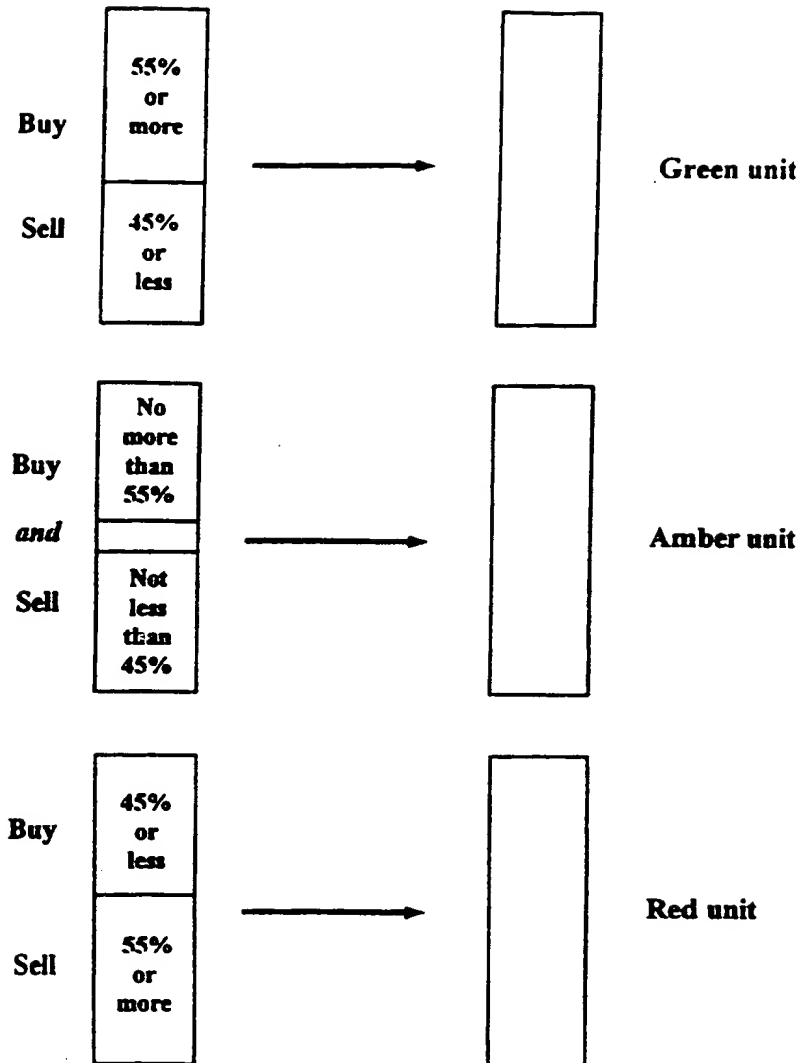 Buy
55%
or
more
Sell
45%
or
less
Green unit
Buy
No
more
than
55%
and
Sell
Not
less
than
45%
Amber unit
Buy
45%
or
less
Sell
55%
or
more
Red unit